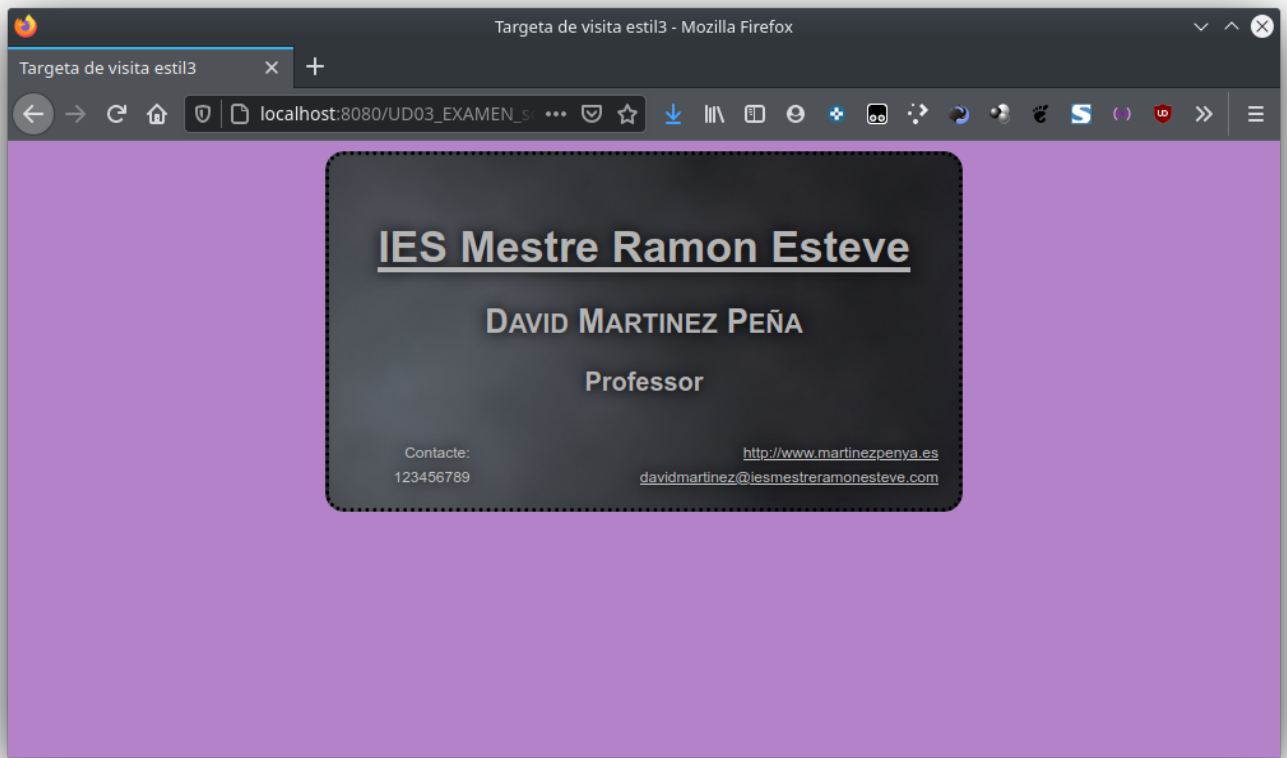 Targeta de visita estil3 - Mozilla Firefox
Targeta de visita estil3
localhost:8080/UD03_EXAMEN_
IES Mestre Ramon Esteve
DAVID MARTINEZ PEÑA
Professor
Contacte: http://www.martinezpenya.es
123456789 davidmartinez@iesmestreramonesteve.com